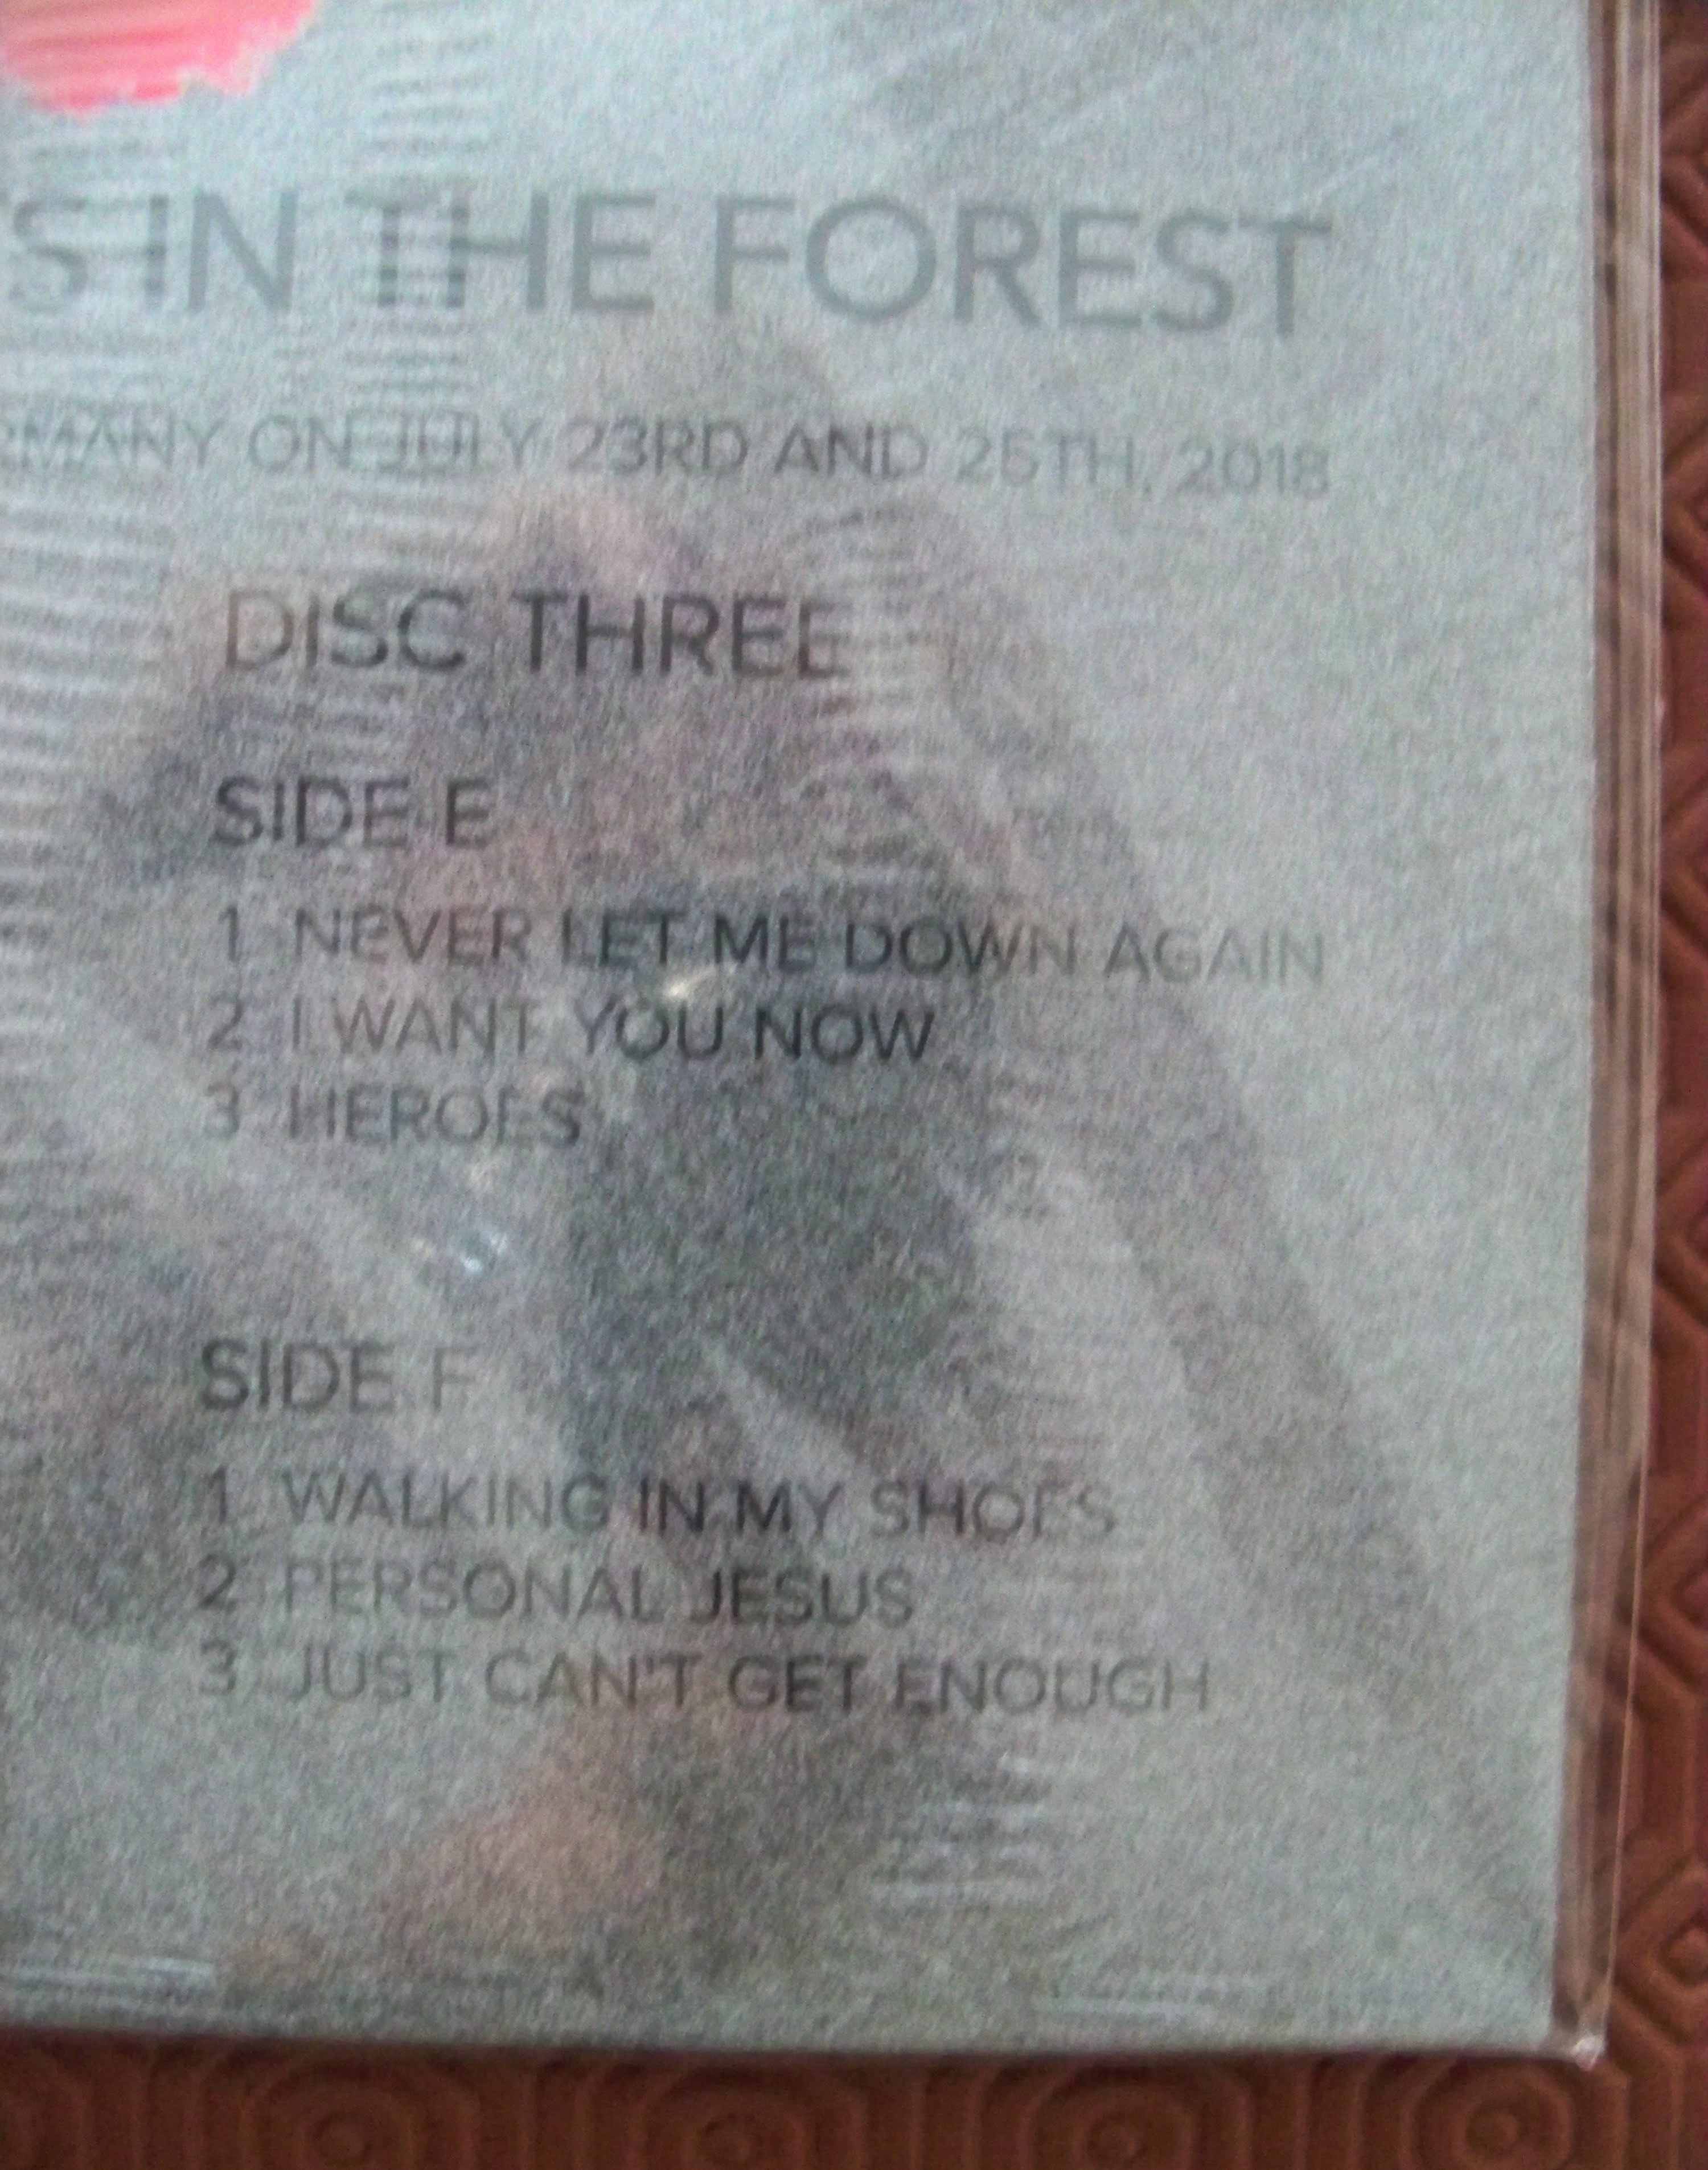 S IN THE FOREST
RMANY ON JULY 23RD AND 25TH, 2018
DISC THREE
SIDE E
1 NEVER LET ME DOWN AGAIN
2 I WANT YOU NOW
3 HEROES
SIDE F
1 WALKING IN MY SHOES
2 PERSONAL JESUS
3 JUST CAN'T GET ENOUGH